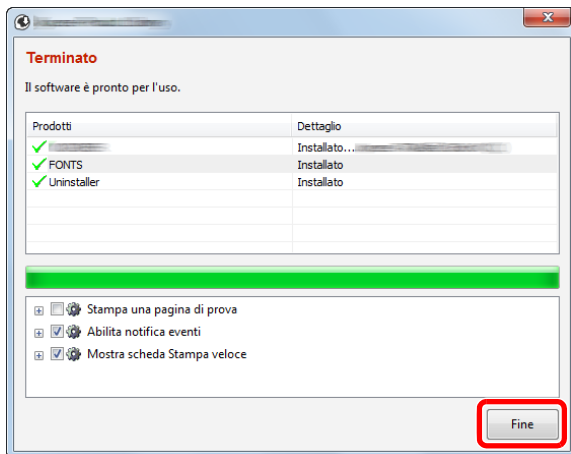 Terminato
Il software è pronto per l'uso.
Prodotti Dettaglio
Installato...
FONTS Installato
Uninstaller Installato
Stampa una pagina di prova
Abilita notifica eventi
Mostra scheda Stampa veloce
Fine